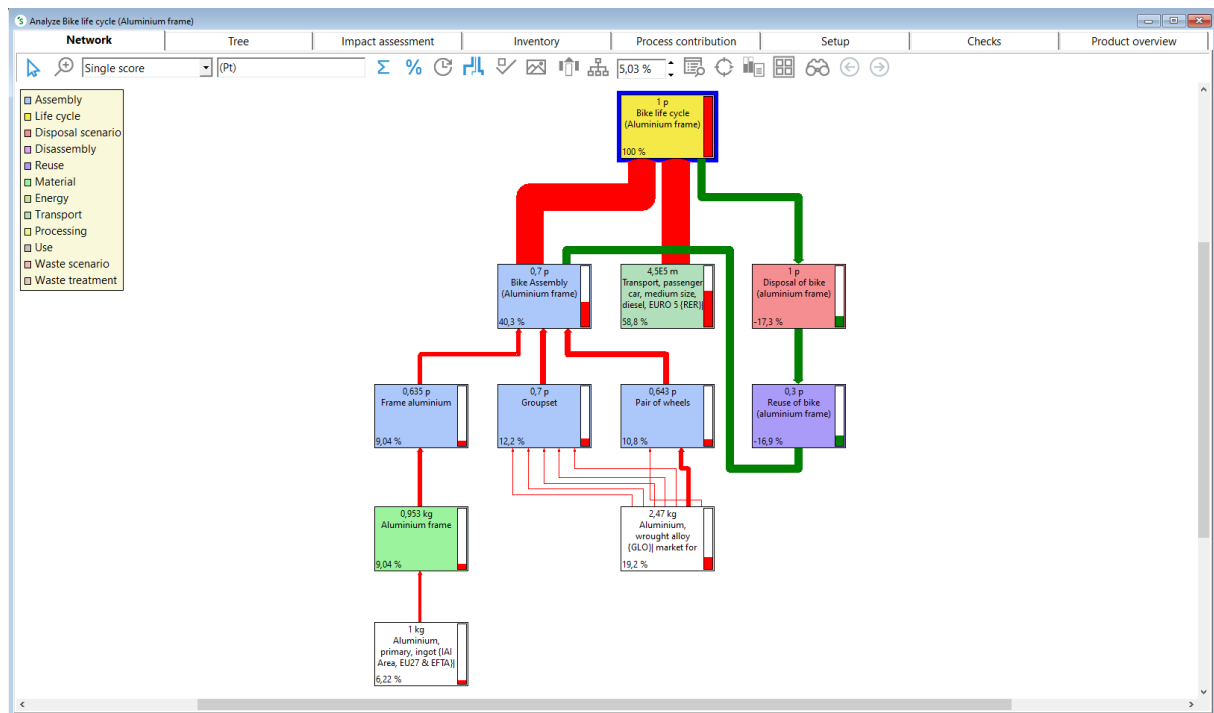 Analyze Bike life cycle (Aluminium frame)
Network
Tree
Impact assessment
Inventory
Process contribution
Setup
Checks
Product overview
Single score
(Pt)
Σ
%
5,03 %
Assembly
Life cycle
Disposal scenario
Disassembly
Reuse
Material
Energy
Transport
Processing
Use
Waste scenario
Waste treatment
1 p
Bike life cycle
(Aluminium frame)
100 %
0,7 p
Bike Assembly
(Aluminium frame)
40,3 %
4,5E5 m
Transport, passenger
car, medium size,
diesel, EURO 5 {RER}|
58,8 %
1 p
Disposal of bike
(aluminium frame)
-17,3 %
0,635 p
Frame aluminium
9,04 %
0,7 p
Groupset
12,2 %
0,643 p
Pair of wheels
10,8 %
0,3 p
Reuse of bike
(aluminium frame)
-16,9 %
0,953 kg
Aluminium frame
9,04 %
2,47 kg
Aluminium,
wrought alloy
{GLO}| market for
19,2 %
1 kg
Aluminium,
primary, ingot {IAI
Area, EU27 & EFTA}|
6,22 %